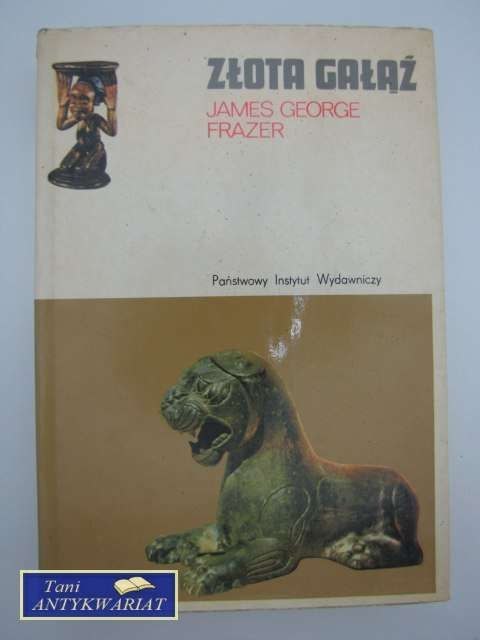 ZŁOTA GAŁĄŹ
JAMES GEORGE
FRAZER
Państwowy Instytut Wydawniczy
Tani
ANTYKWARIAT